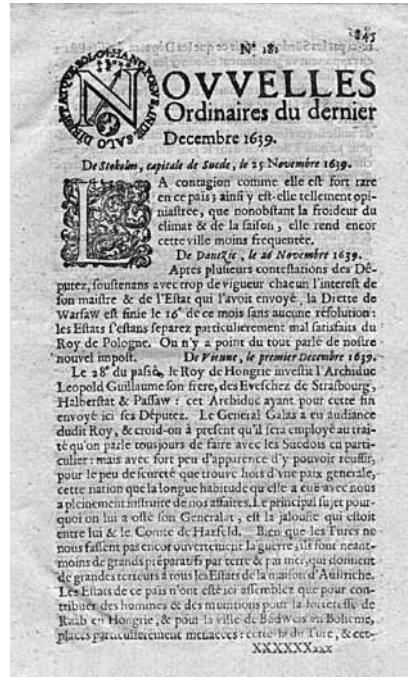 845
N° 181
NOVVELLES
Ordinaires du dernier
Decembre 1639.
De Stokolm, capitale de Suede, le 25 Novembre 1639.
LA contagion comme elle est fort rare
en ce païs; ainsi y est-elle tellement opi-
niastree, que nonobstant la froideur du
climat & de la saison, elle rend encor
cette ville moins frequentée.
De Dantzic, le 26 Novembre 1639.
Apres plusieurs contestations des Dé-
putez, soustenans avec trop de vigueur chacun l'interest de
son maistre & de l'Estat qui l'avoit envoyé, la Diette de
Warsaw est finie le 16e de ce mois sans aucune résolution:
les Estats s'estans separez particulierement mal satisfaits du
Roy de Pologne. On n'y a point du tout parlé de nostre
nouvel impost. De Vienne, le premier Decembre 1639.
Le 28e du passé, le Roy de Hongrie investit l'Archiduc
Leopold Guillaume son frere, des Eveschez de Strasbourg,
Halberstat & Passaw: cet Archiduc ayant pour cette fin
envoyé ici ses Députez. Le General Galas a eu audiance
dudit Roy, & croid-on à present qu'il sera employé au trai-
té qu'on parle tousjours de faire avec les Suedois en parti-
culier: mais avec fort peu d'apparence d'y pouvoir réussir,
pour le peu de seureté que trouve hors d'vne paix generale,
cette nation que la longue habitude qu'elle a euë avec nous
a pleinement instruite de nos affaires. Le principal sujet pour-
quoi on lui a osté son Generalat, est la jalousie qui estoit
entre lui & le Comte de Hazfeld. Bien que les Turcs ne
nous fassent pas encor ouvertement la guerre, ils font neant-
moins de grands préparatifs par terre & par mer, qui donnent
de grandes terreurs à tous les Estats de la maison d'Austriche.
Les Estats de ce païs n'ont esté ici assemblez que pour con-
tribuer des hommes & des munitions pour la forteresse de
Raab en Hongrie, & pour la ville de Budweis en Boheme,
places particulierement menacees: cette-là du Turc, & cet-
XXXXXXxxx